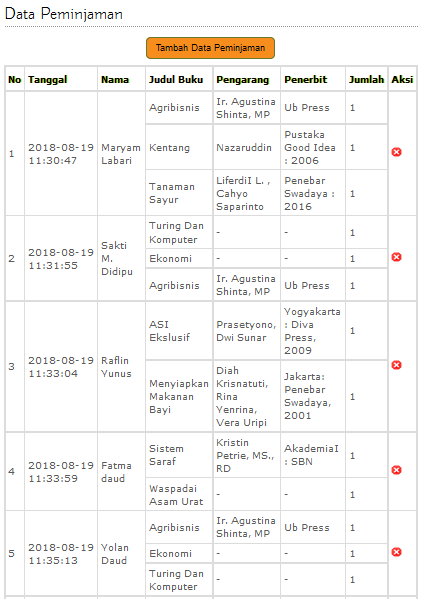 Data Peminjaman
Tambah Data Peminjaman
No Tanggal Nama Judul Buku Pengarang Penerbit Jumlah Aksi
1
2018-08-19
11:30:47
Maryam
Labari
Agribisnis
Ir. Agustina
Shinta, MP
Ub Press
1
Kentang
Nazaruddin
Pustaka
Good Idea
: 2006
1
Tanaman
Sayur
LiferdiI L. ,
Cahyo
Saparinto
Penebar
Swadaya :
2016
1
2
2018-08-19
11:31:55
Sakti
M.
Didipu
Turing Dan
Komputer
-
-
1
Ekonomi
-
-
1
Agribisnis
Ir. Agustina
Shinta, MP
Ub Press
1
3
2018-08-19
11:33:04
Raflin
Yunus
ASI
Ekslusif
Prasetyono,
Dwi Sunar
Yogyakarta
: Diva
Press,
2009
1
Menyiapkan
Makanan
Bayi
Diah
Krisnatuti,
Rina
Yenrina,
Vera Uripi
Jakarta:
Penebar
Swadaya,
2001
1
4
2018-08-19
11:33:59
Fatma
daud
Sistem
Saraf
Kristin
Petrie, MS.,
RD
AkademiaI
: SBN
1
Waspadai
Asam Urat
-
-
1
5
2018-08-19
11:35:13
Yolan
Daud
Agribisnis
Ir. Agustina
Shinta, MP
Ub Press
1
Ekonomi
-
-
1
Turing Dan
Komputer
-
-
1